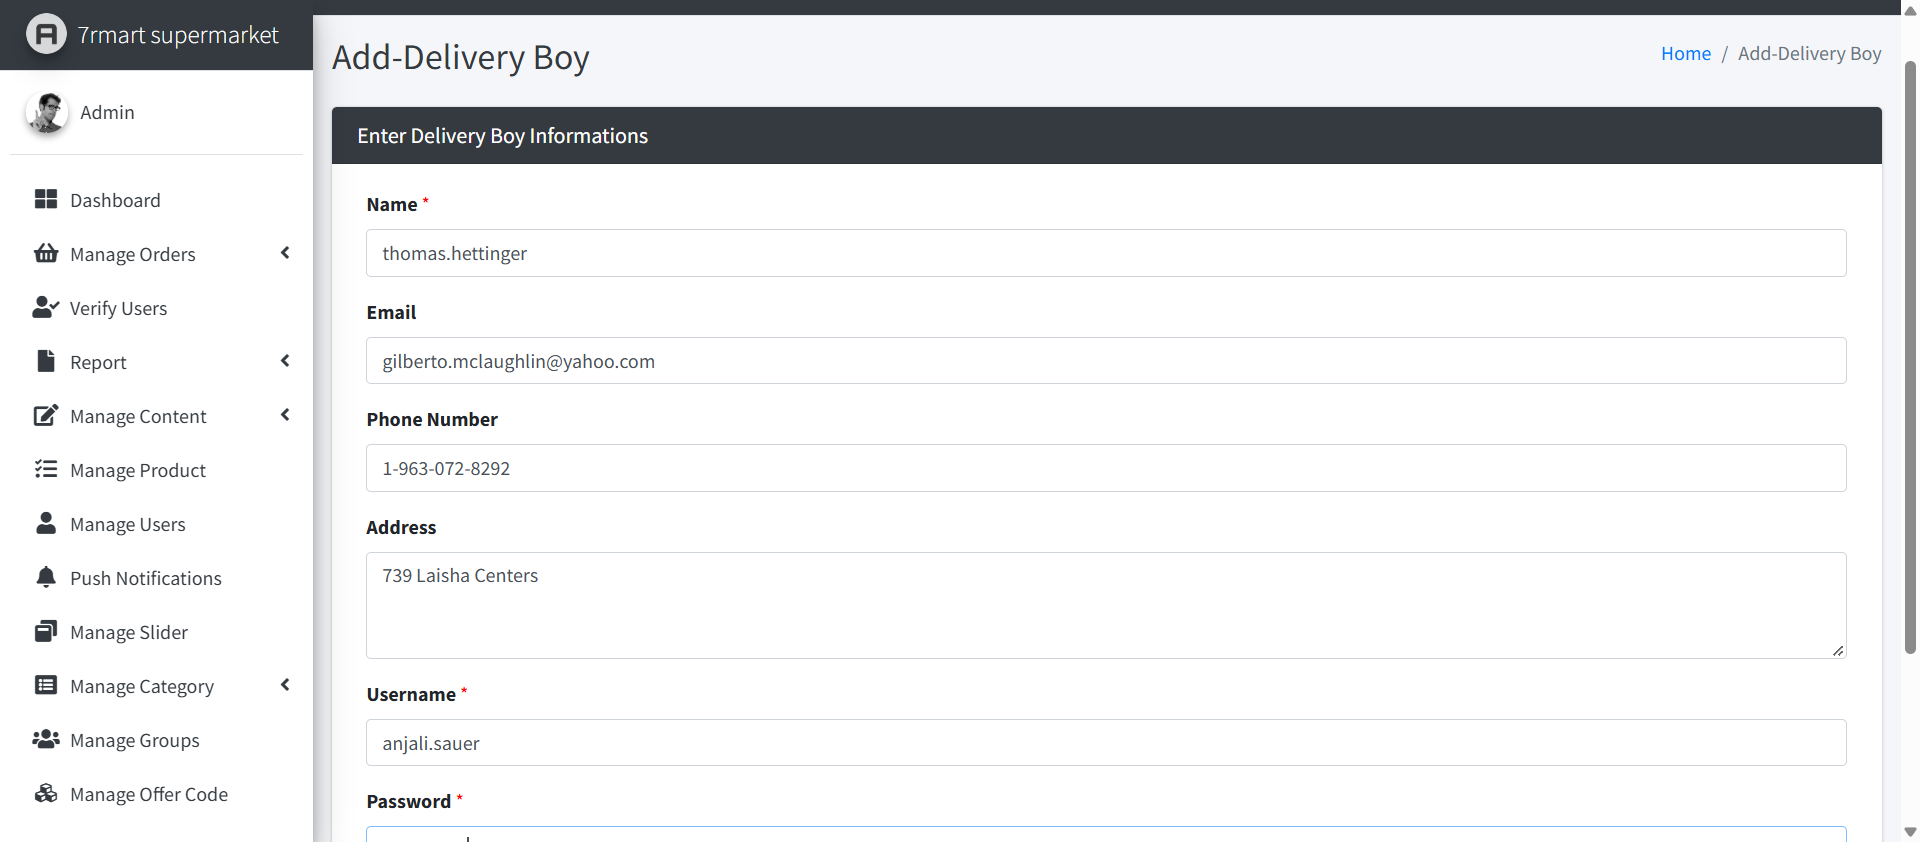 7rmart supermarket
Admin
Dashboard
Manage Orders
Verify Users
Report
Manage Content
Manage Product
Manage Users
Push Notifications
Manage Slider
Manage Category
Manage Groups
Manage Offer Code
Add-Delivery Boy
Home / Add-Delivery Boy
Enter Delivery Boy Informations
Name *
thomas.hettinger
Email
gilberto.mclaughlin@yahoo.com
Phone Number
1-963-072-8292
Address
739 Laisha Centers
Username *
anjali.sauer
Password *